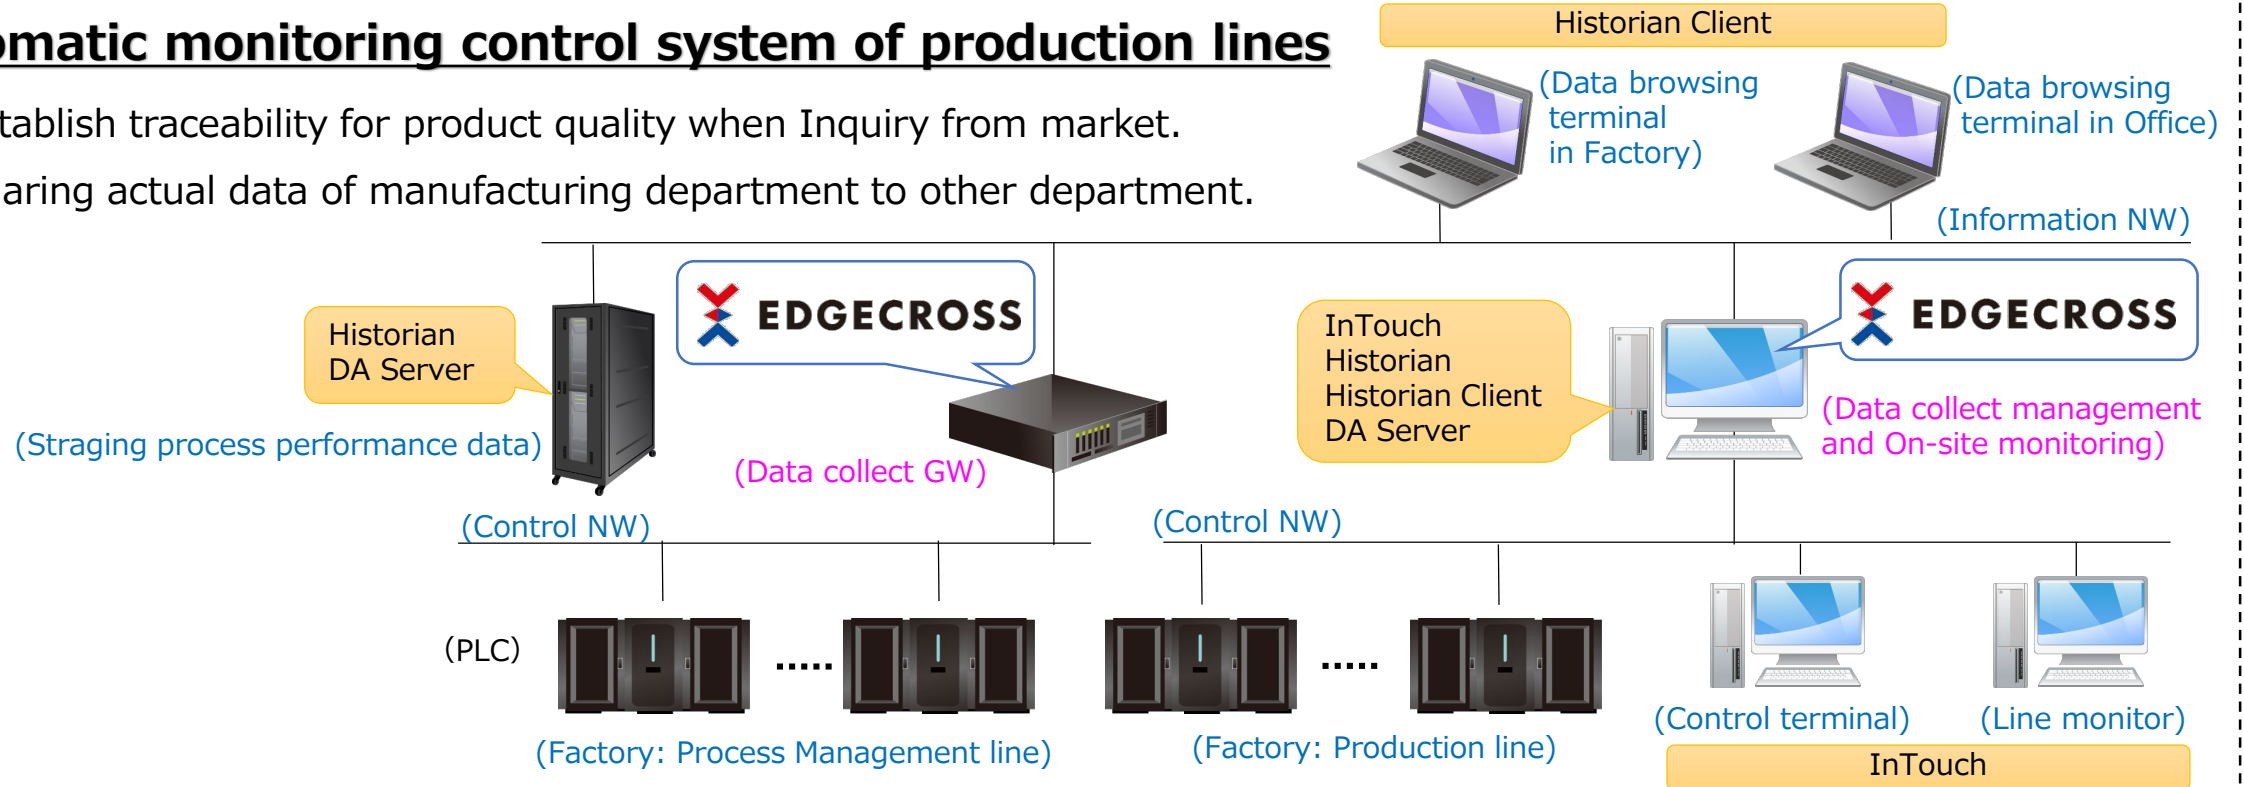 omatic monitoring control system of production lines
tablish traceability for product quality when Inquiry from market.
aring actual data of manufacturing department to other department.
Historian Client
(Data browsing
terminal
in Factory)
(Data browsing
terminal in Office)
(Information NW)
Historian
DA Server
EDGECROSS
InTouch
Historian
Historian Client
DA Server
EDGECROSS
(Straging process performance data)
(Data collect GW)
(Data collect management
and On-site monitoring)
(Control NW)
(Control NW)
(PLC)
.....
.....
(Factory: Process Management line)
(Factory: Production line)
(Control terminal)
(Line monitor)
InTouch